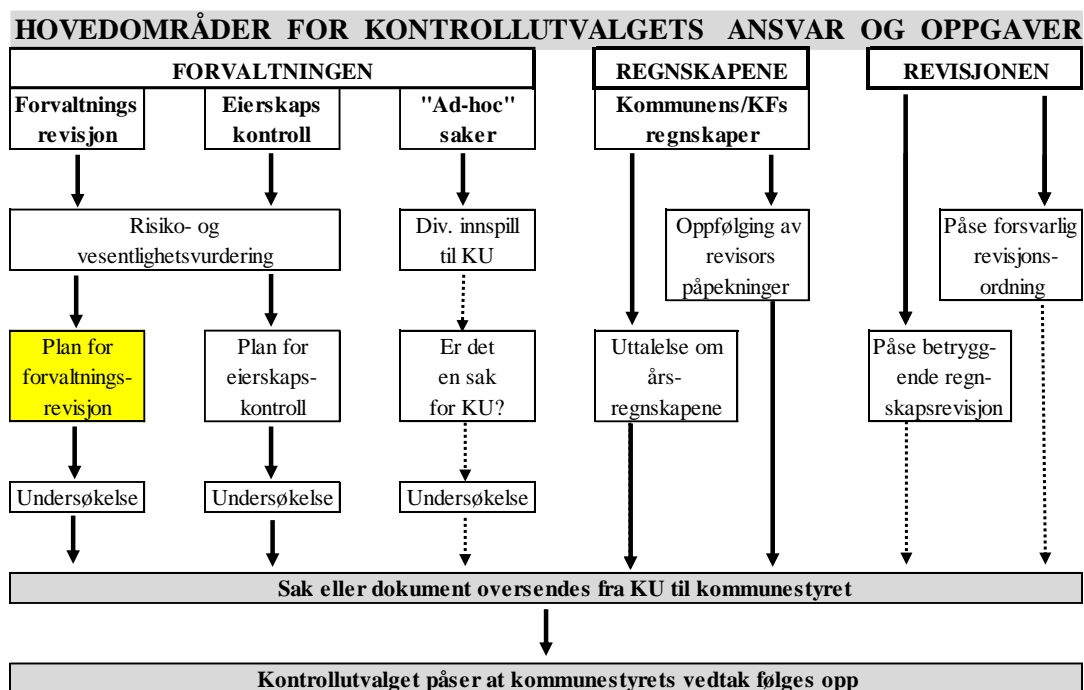 HOVEDOMRÅDER FOR KONTROLLUTVALGETS ANSVAR OG OPPGAVER
FORVALTNINGEN
REGNSKAPENE
REVISJONEN
Forvaltnings
revisjon
Eierskaps
kontroll
"Ad-hoc"
saker
Kommunens/KFs
regnskaper
Risiko- og
vesentlighetsvurdering
Div. innspill
til KU
Oppfølging av
revisors
påpekninger
Påse forsvarlig
revisjons-
ordning
Plan for
forvaltnings-
revisjon
Plan for
eierskaps-
kontroll
Er det
en sak
for KU?
Uttalelse om
års-
regnskapene
Påse betrygg-
ende regn-
skapsrevisjon
Undersøkelse
Undersøkelse
Undersøkelse
Sak eller dokument oversendes fra KU til kommunestyret
Kontrollutvalget påser at kommunestyrets vedtak følges opp